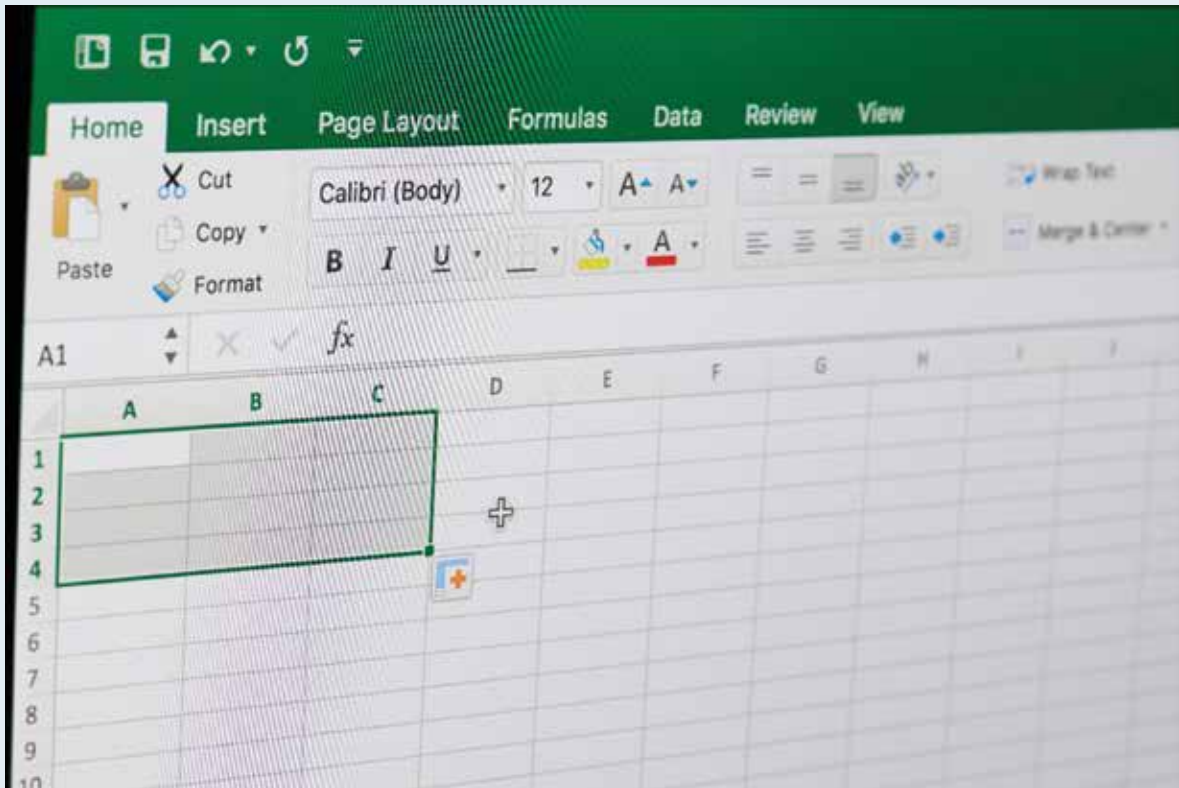 Home Insert Page Layout Formulas Data Review View
Cut
Calibri (Body) 12 A A
Wrap Text
Copy
Merge & Center
Paste
B I U A
Format
A1 fx
A B C D E F G H I J
1
2
3
4
5
6
7
8
9
10